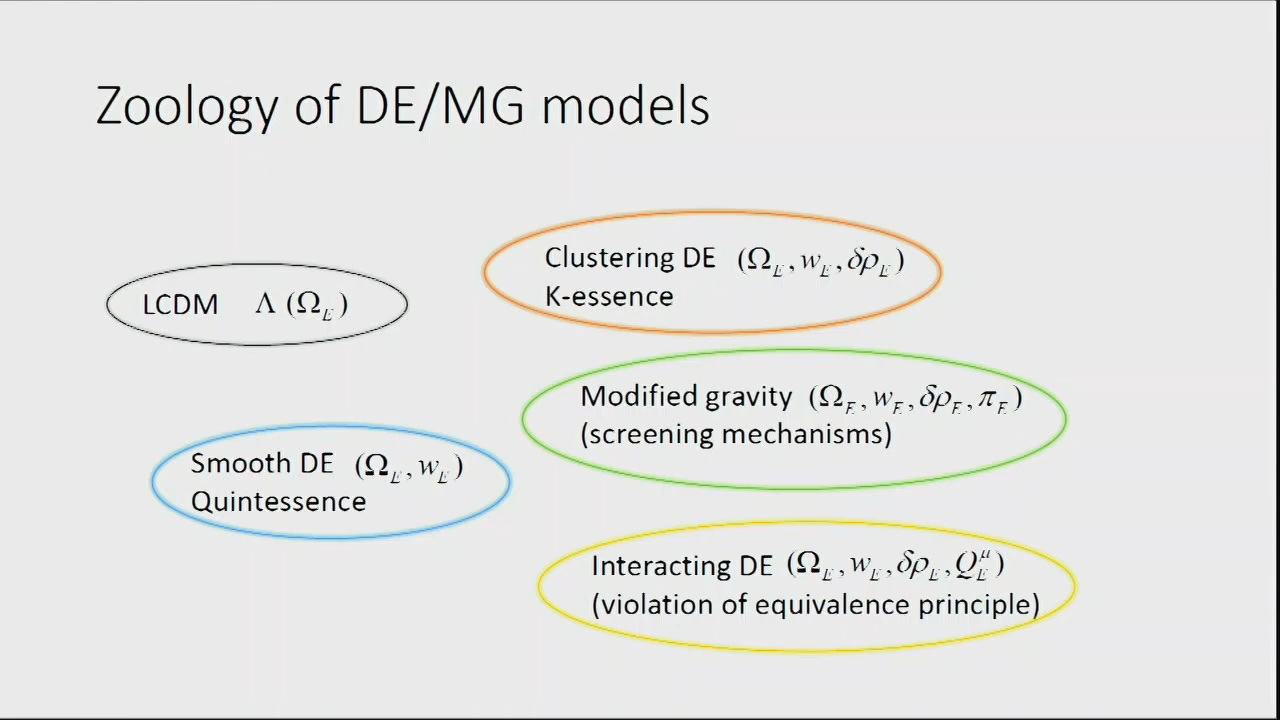 Zoology of DE/MG models
LCDM Λ (Ω_E)
Clustering DE (Ω_E, w_E, δρ_E)
K-essence
Modified gravity (Ω_E, w_E, δρ_E, π_E)
(screening mechanisms)
Smooth DE (Ω_E, w_E)
Quintessence
Interacting DE (Ω_E, w_E, δρ_E, Q_E^μ)
(violation of equivalence principle)